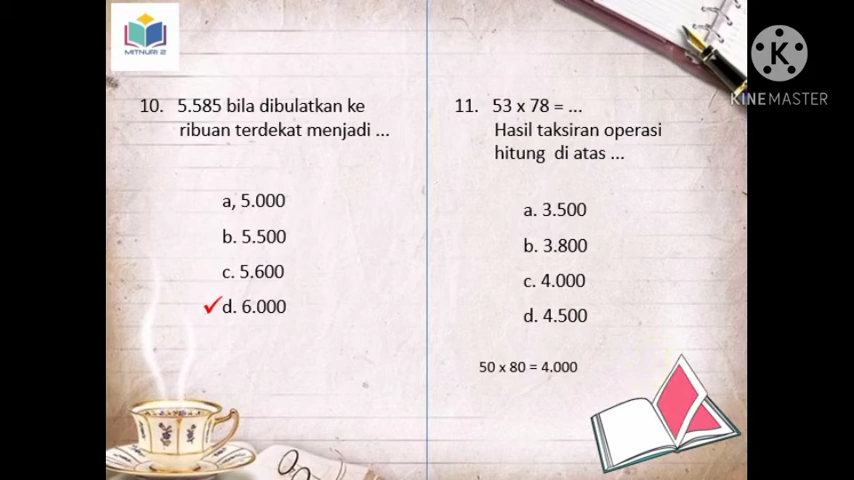 MITNURI 2
KINEMASTER
10. 5.585 bila dibulatkan ke
ribuan terdekat menjadi ...
a, 5.000
b. 5.500
c. 5.600
d. 6.000
11. 53 x 78 = ...
Hasil taksiran operasi
hitung di atas ...
a. 3.500
b. 3.800
c. 4.000
d. 4.500
50 x 80 = 4.000